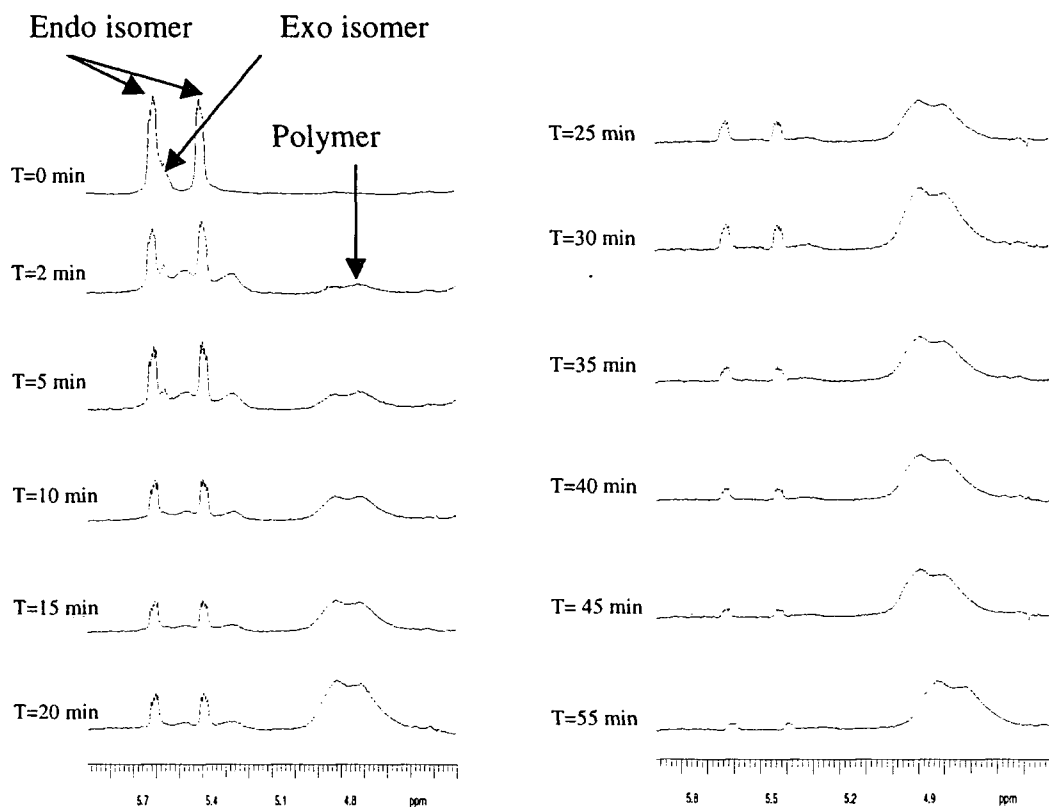 Endo isomer
Exo isomer
Polymer
T=0 min
T=2 min
T=5 min
T=10 min
T=15 min
T=20 min
5.7 5.4 5.1 4.8 ppm
T=25 min
T=30 min
T=35 min
T=40 min
T= 45 min
T=55 min
5.8 5.5 5.2 4.9 ppm